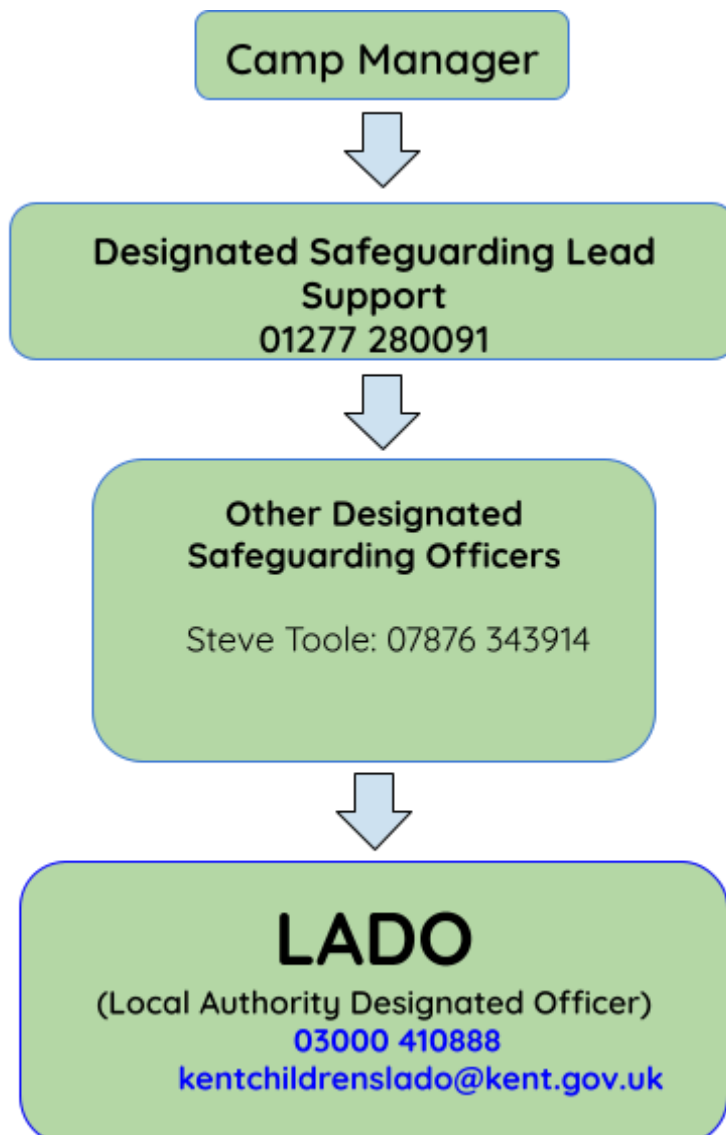 Camp Manager
Designated Safeguarding Lead
Support
01277 280091
Other Designated
Safeguarding Officers
Steve Toole: 07876 343914
LADO
(Local Authority Designated Officer)
03000 410888
kentchildrenslado@kent.gov.uk